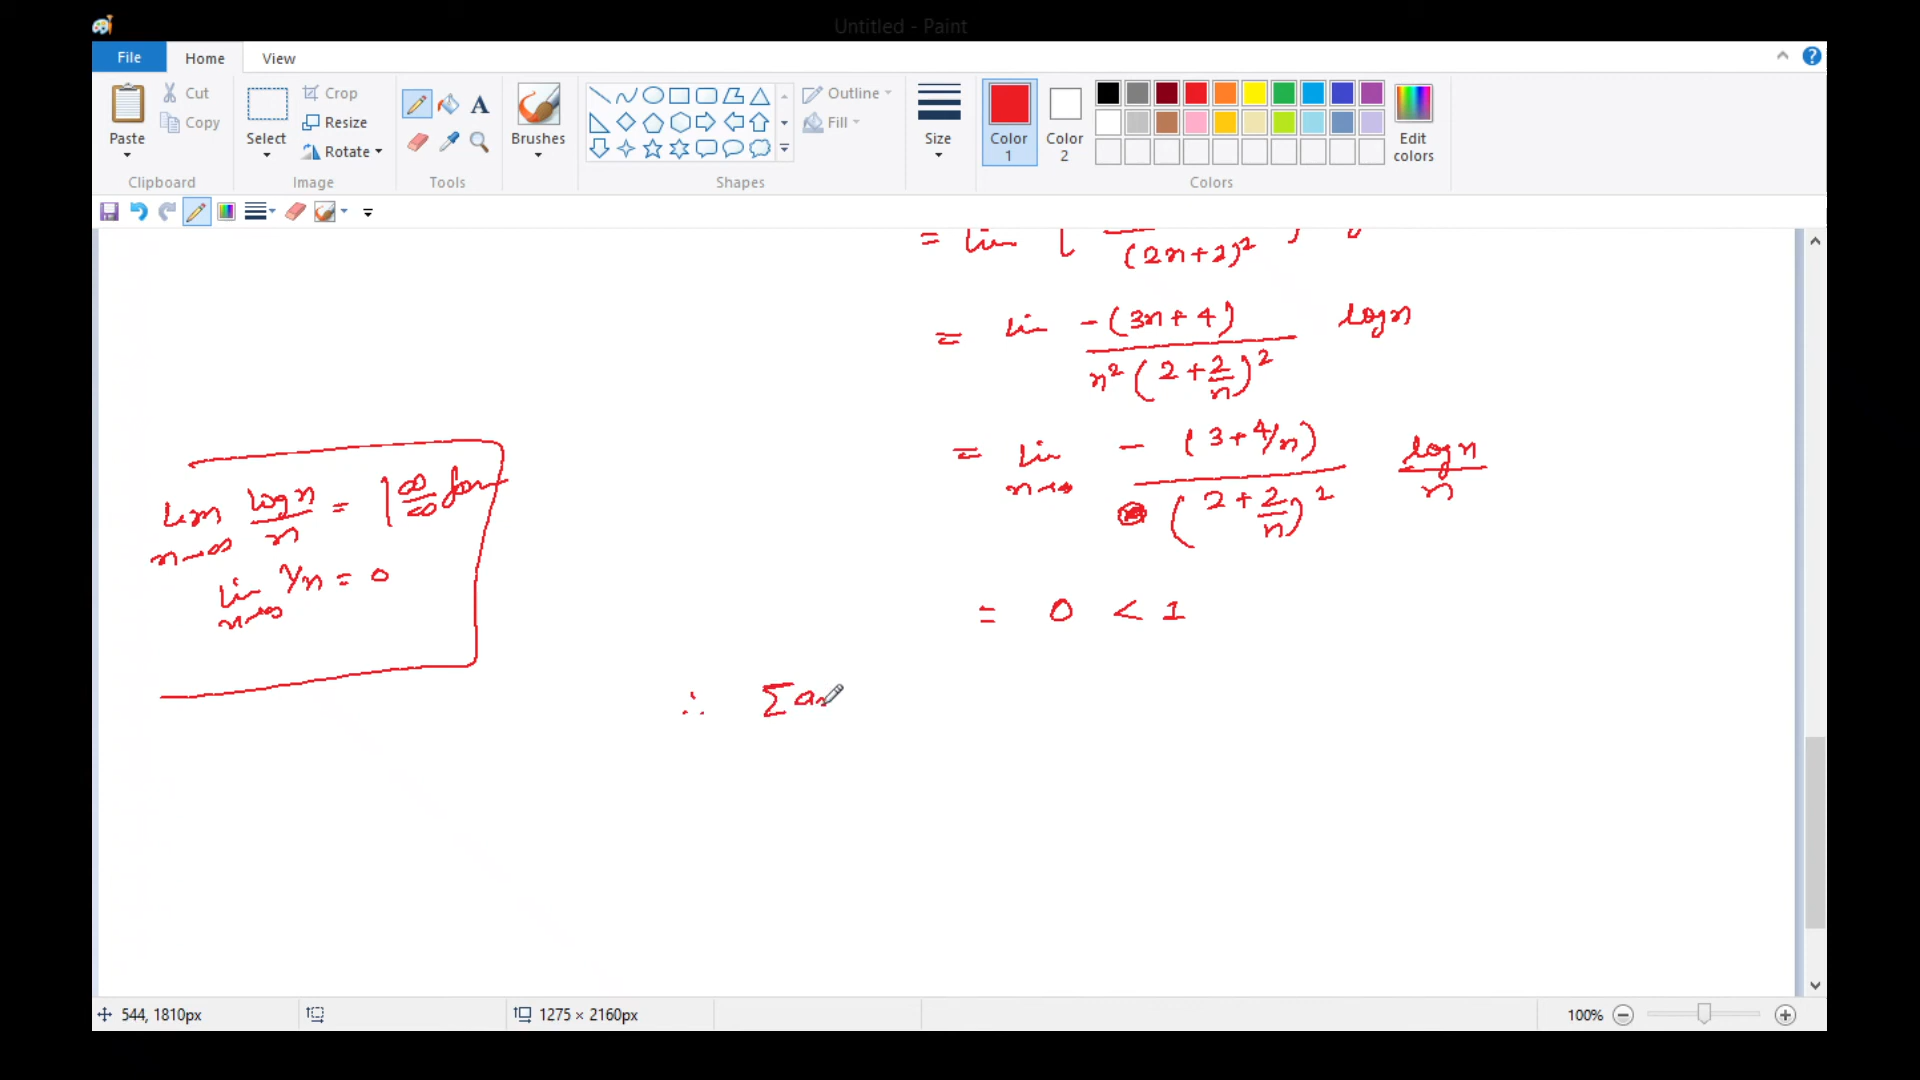 Untitled - Paint
File Home View
Paste Cut Copy Clipboard
Select Crop Resize Rotate Image
Tools
Brushes
Outline Fill Shapes
Size
Color 1 Color 2 Edit colors Colors
= lim (2n+2)²
= lim -(3n+4) / n²(2+2/n)² logn
= lim n→∞ -(3+4/n) / (2+2/n)² logn/n
lim n→∞ logn/n = | ∞/∞ form
lim n→∞ 1/n = 0
= 0 < 1
∴ Σan
544, 1810px 1275 × 2160px 100%